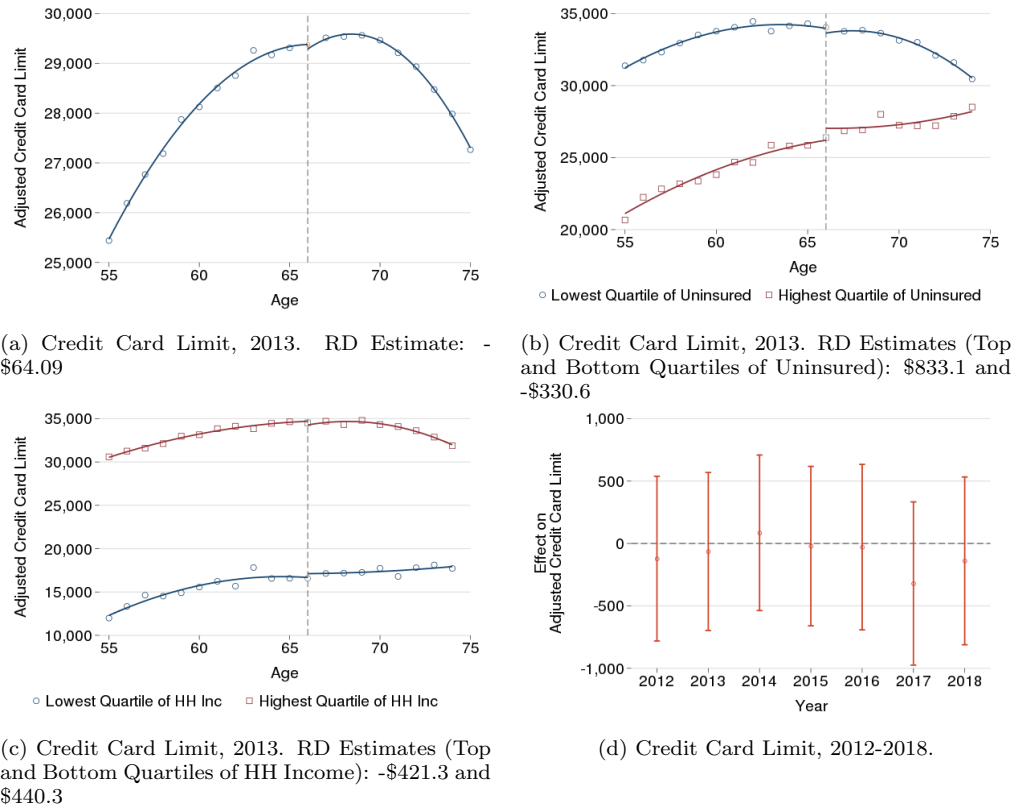 30,000
29,000
28,000
27,000
26,000
25,000
Adjusted Credit Card Limit
55 60 65 70 75
Age
(a) Credit Card Limit, 2013. RD Estimate: -
$64.09
35,000
30,000
25,000
20,000
Adjusted Credit Card Limit
55 60 65 70 75
Age
Lowest Quartile of Uninsured Highest Quartile of Uninsured
(b) Credit Card Limit, 2013. RD Estimates (Top
and Bottom Quartiles of Uninsured): $833.1 and
-$330.6
35,000
30,000
25,000
20,000
15,000
10,000
Adjusted Credit Card Limit
55 60 65 70 75
Age
Lowest Quartile of HH Inc Highest Quartile of HH Inc
(c) Credit Card Limit, 2013. RD Estimates (Top
and Bottom Quartiles of HH Income): -$421.3 and
$440.3
1,000
500
0
-500
-1,000
Effect on
Adjusted Credit Card Limit
2012 2013 2014 2015 2016 2017 2018
Year
(d) Credit Card Limit, 2012-2018.